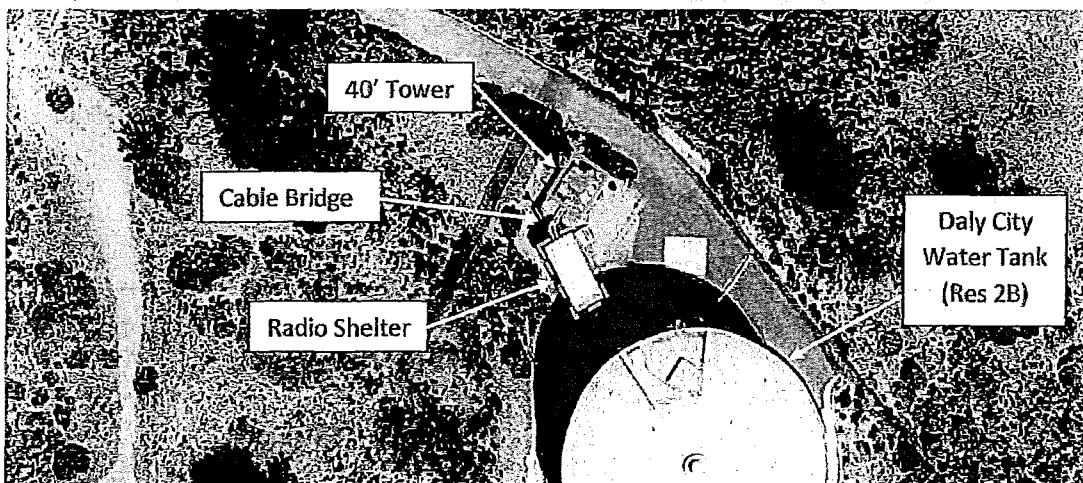 40' Tower
Cable Bridge
Radio Shelter
Daly City
Water Tank
(Res 2B)